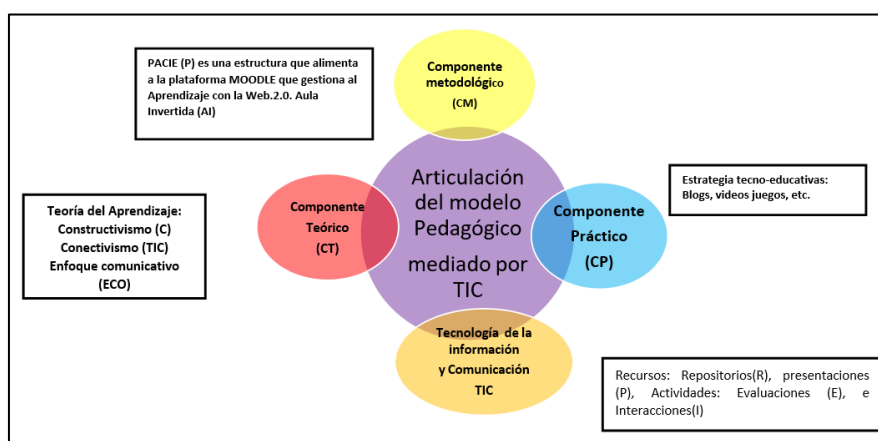 PACIE (P) es una estructura que alimenta
a la plataforma MOODLE que gestiona al
Aprendizaje con la Web.2.0. Aula
Invertida (AI)
Componente
metodológico
(CM)
Articulación
del modelo
Pedagógico
mediado por
TIC
Estrategia tecno-educativas:
Blogs, videos juegos, etc.
Teoría del Aprendizaje:
Constructivismo (C)
Conectivismo (TIC)
Enfoque comunicativo
(ECO)
Componente
Teórico
(CT)
Componente
Práctico
(CP)
Tecnología de la
información
y Comunicación
TIC
Recursos: Repositorios(R), presentaciones
(P), Actividades: Evaluaciones (E), e
Interacciones(I)